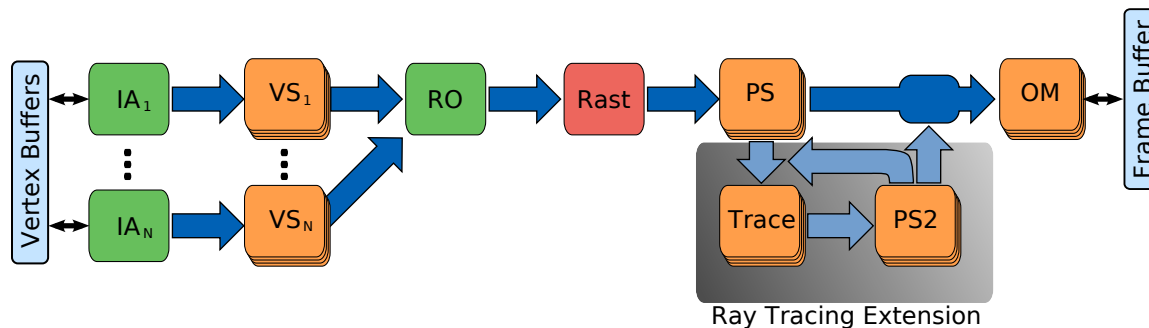 Vertex Buffers
IA1
VS1
RO
Rast
PS
OM
Frame Buffer
IAN
VSN
Trace
PS2
Ray Tracing Extension